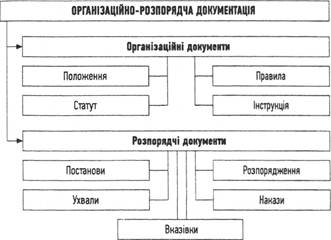 ОРГАНІЗАЦІЙНО-РОЗПОРЯДЧА ДОКУМЕНТАЦІЯ
Організаційні документи
Положення
Правила
Статут
Інструкція
Розпорядчі документи
Постанови
Розпорядження
Ухвали
Накази
Вказівки